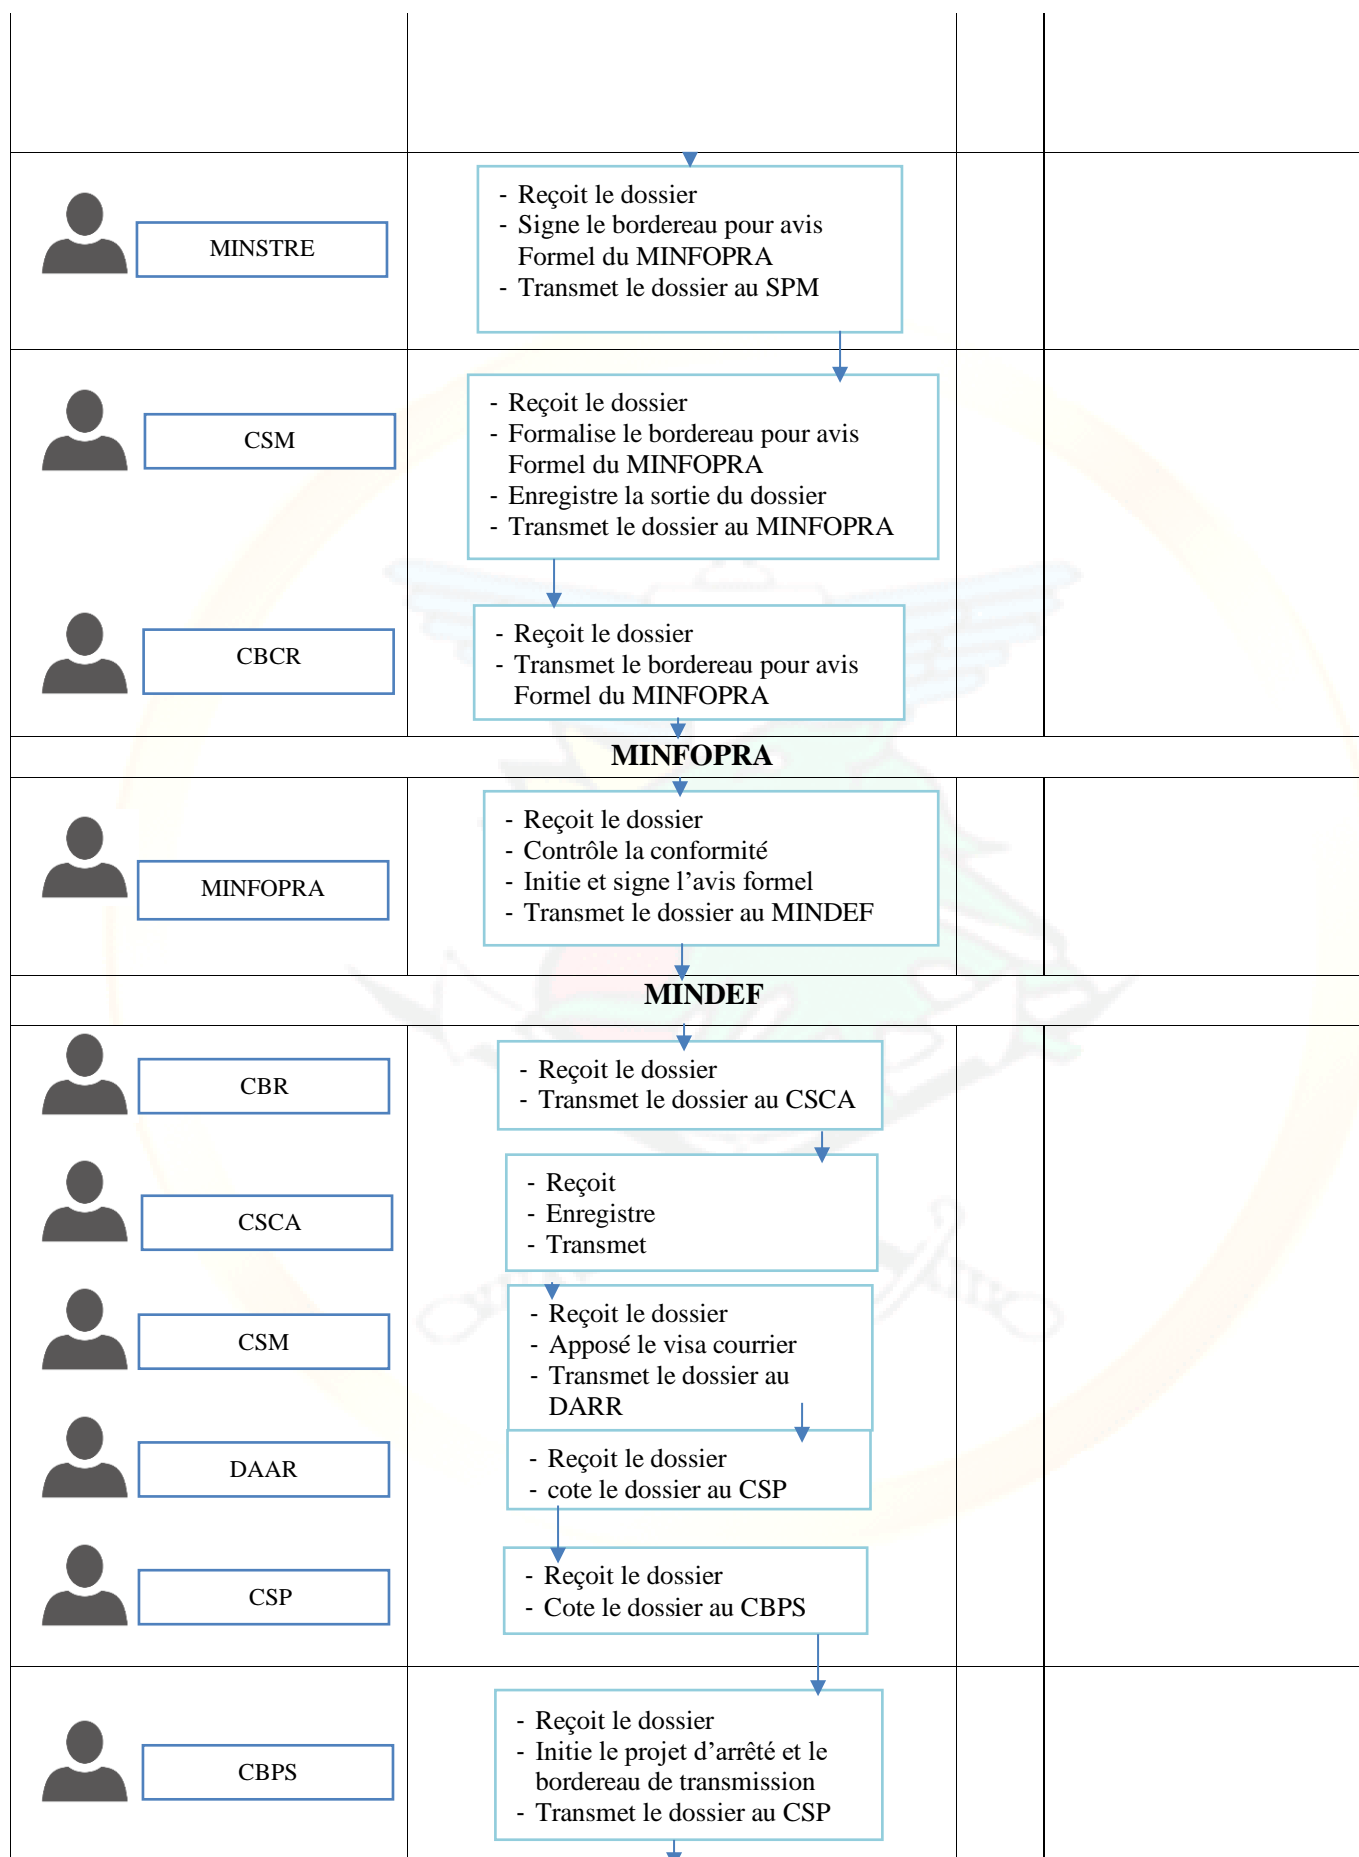 MINSTRE
- Reçoit le dossier
- Signe le bordereau pour avis
Formel du MINFOPRA
- Transmet le dossier au SPM
CSM
- Reçoit le dossier
- Formalise le bordereau pour avis
Formel du MINFOPRA
- Enregistre la sortie du dossier
- Transmet le dossier au MINFOPRA
CBCR
- Reçoit le dossier
- Transmet le bordereau pour avis
Formel du MINFOPRA
MINFOPRA
MINFOPRA
- Reçoit le dossier
- Contrôle la conformité
- Initie et signe l’avis formel
- Transmet le dossier au MINDEF
MINDEF
CBR
- Reçoit le dossier
- Transmet le dossier au CSCA
CSCA
- Reçoit
- Enregistre
- Transmet
CSM
- Reçoit le dossier
- Apposé le visa courrier
- Transmet le dossier au
DARR
DAAR
- Reçoit le dossier
- cote le dossier au CSP
CSP
- Reçoit le dossier
- Cote le dossier au CBPS
CBPS
- Reçoit le dossier
- Initie le projet d’arrêté et le
bordereau de transmission
- Transmet le dossier au CSP